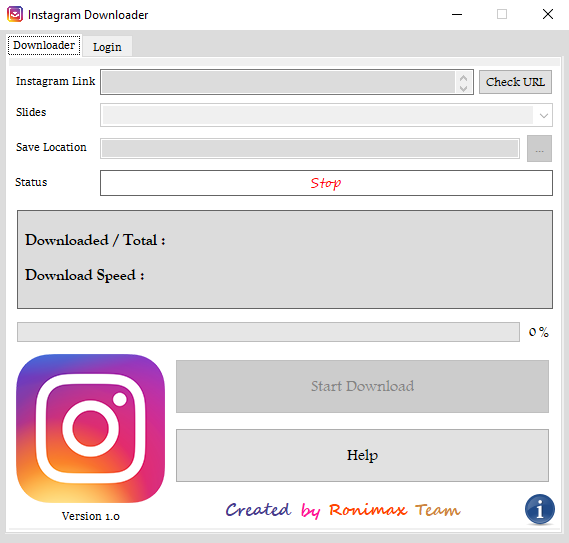 Instagram Downloader
Downloader Login
Instagram Link Check URL
Slides
Save Location ...
Status Stop
Downloaded / Total :
Download Speed :
0 %
Start Download
Help
Created by Ronimax Team
i
Version 1.0